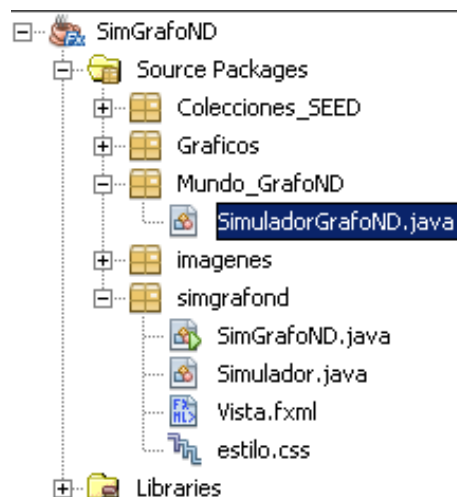 SimGrafoND
Source Packages
Colecciones_SEED
Graficos
Mundo_GrafoND
SimuladorGrafoND.java
imagenes
simgrafond
SimGrafoND.java
Simulador.java
Vista.fxml
estilo.css
Libraries